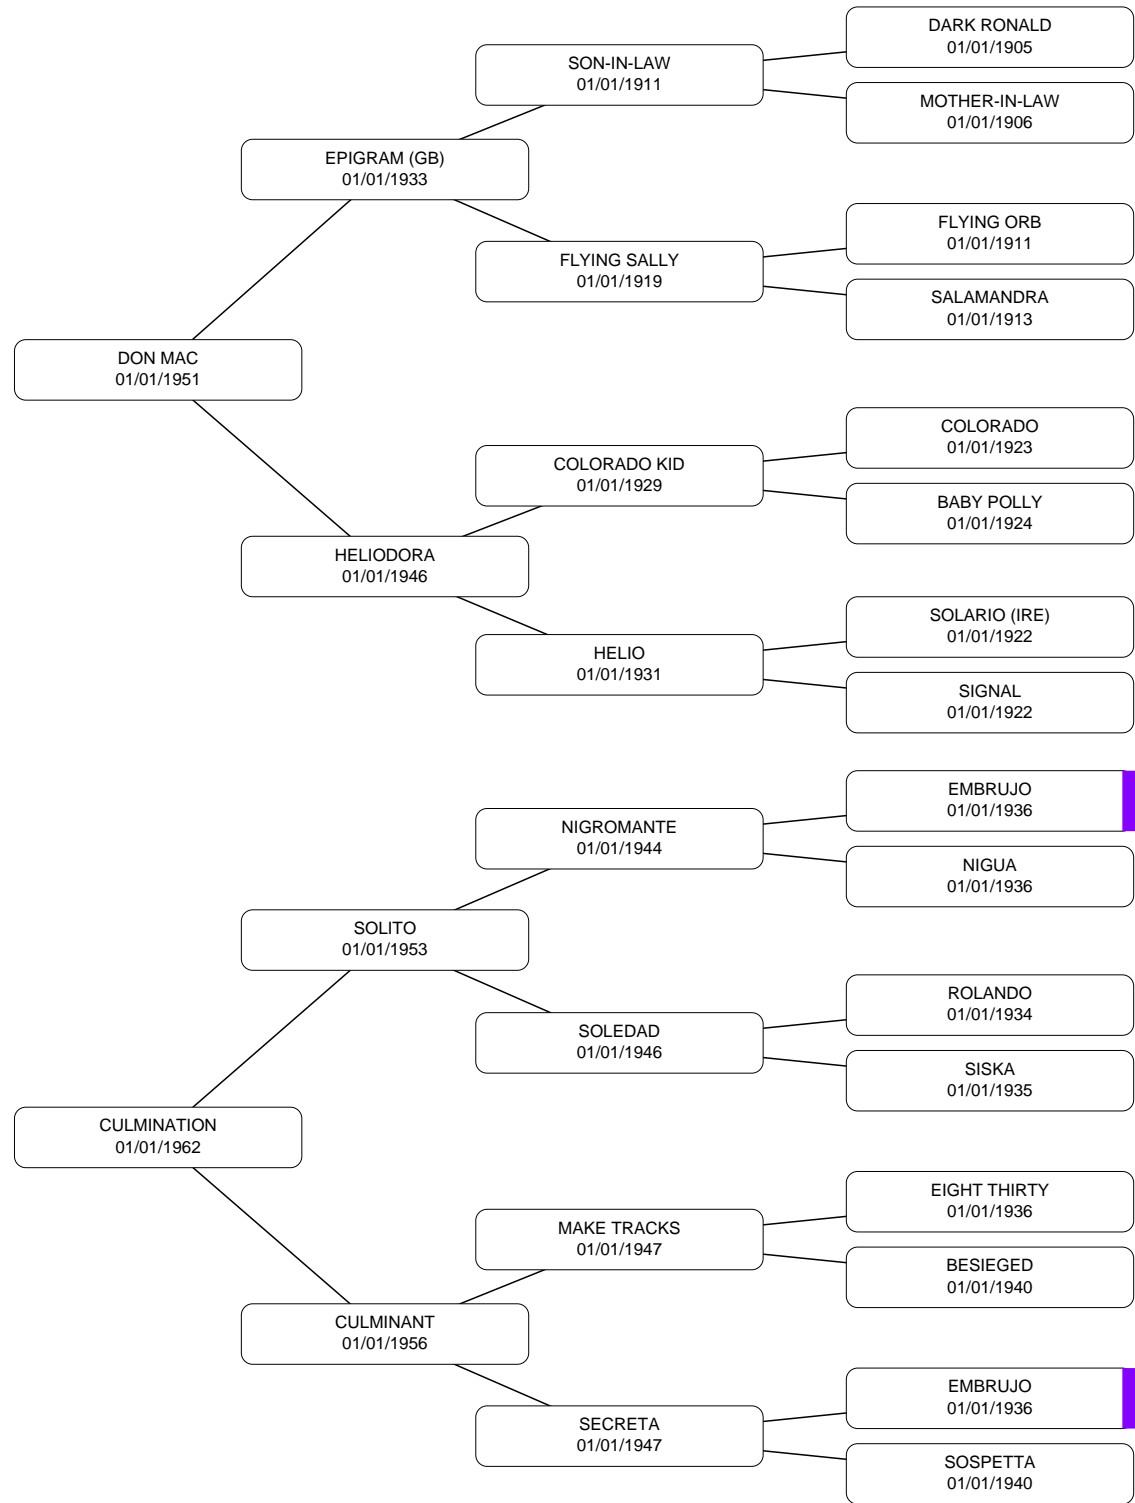 DARK RONALD
01/01/1905
SON-IN-LAW
01/01/1911
MOTHER-IN-LAW
01/01/1906
EPIGRAM (GB)
01/01/1933
FLYING ORB
01/01/1911
FLYING SALLY
01/01/1919
SALAMANDRA
01/01/1913
DON MAC
01/01/1951
COLORADO
01/01/1923
COLORADO KID
01/01/1929
BABY POLLY
01/01/1924
HELIODORA
01/01/1946
SOLARIO (IRE)
01/01/1922
HELIO
01/01/1931
SIGNAL
01/01/1922
EMBRUJO
01/01/1936
NIGROMANTE
01/01/1944
NIGUA
01/01/1936
SOLITO
01/01/1953
ROLANDO
01/01/1934
SOLEDAD
01/01/1946
SISKA
01/01/1935
CULMINATION
01/01/1962
EIGHT THIRTY
01/01/1936
MAKE TRACKS
01/01/1947
BESIEGED
01/01/1940
CULMINANT
01/01/1956
EMBRUJO
01/01/1936
SECRETA
01/01/1947
SOSPETTA
01/01/1940